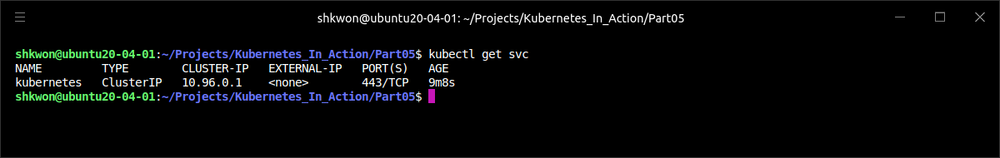 shkwon@ubuntu20-04-01: ~/Projects/Kubernetes_In_Action/Part05
shkwon@ubuntu20-04-01:~/Projects/Kubernetes_In_Action/Part05$ kubectl get svc
NAME         TYPE        CLUSTER-IP   EXTERNAL-IP   PORT(S)   AGE
kubernetes   ClusterIP   10.96.0.1    <none>        443/TCP   9m8s
shkwon@ubuntu20-04-01:~/Projects/Kubernetes_In_Action/Part05$